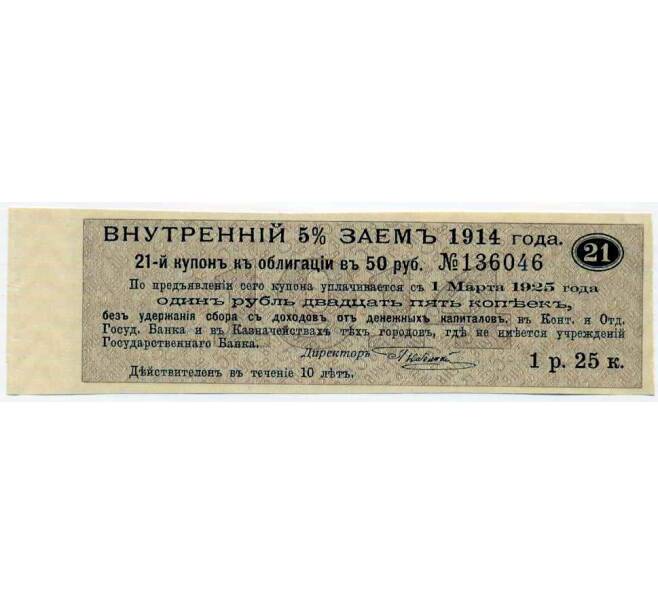 ВНУТРЕННІЙ 5% ЗАЕМЪ 1914 года.
21
21-й купонъ къ облигаціи въ 50 руб. № 136046
По предъявленіи сего купона уплачивается съ 1 Марта 1925 года
одинъ рубль двадцать пять копѣекъ,
безъ удержанія сбора съ доходовъ отъ денежныхъ капиталовъ, въ Конт. и Отд.
Госуд. Банка и въ Казначействахъ тѣхъ городовъ, гдѣ не имѣется учрежденій
Государственнаго Банка.
Директоръ
1 р. 25 к.
Дѣйствителенъ въ теченіе 10 лѣтъ.